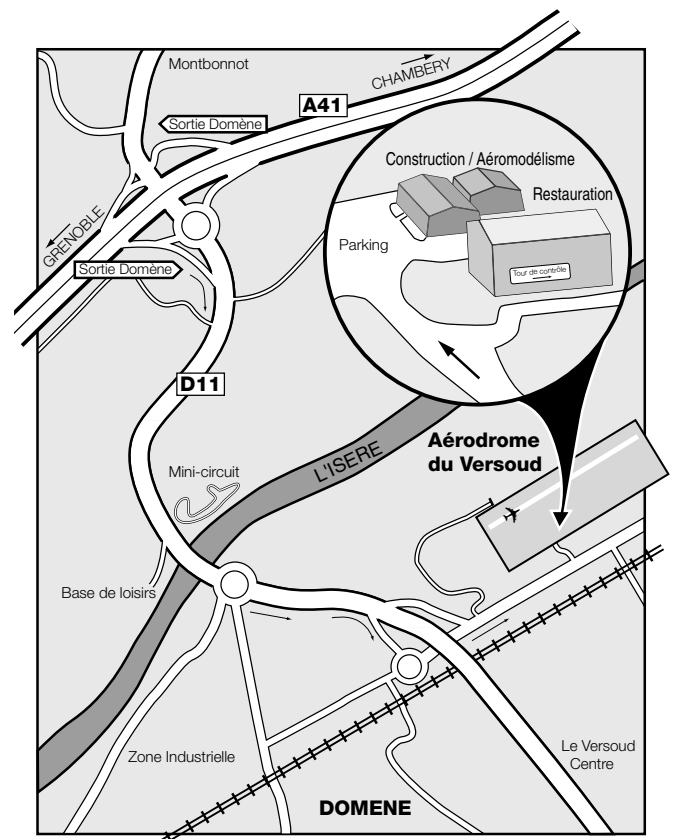 Montbonnot
CHAMBERY
A41
Sortie Domène
Construction / Aéromodélisme
Restauration
GRENOBLE
Parking
Sortie Domène
Tour de contrôle
D11
Aérodrome
du Versoud
L'ISERE
Mini-circuit
Base de loisirs
Zone Industrielle
Le Versoud
Centre
DOMENE